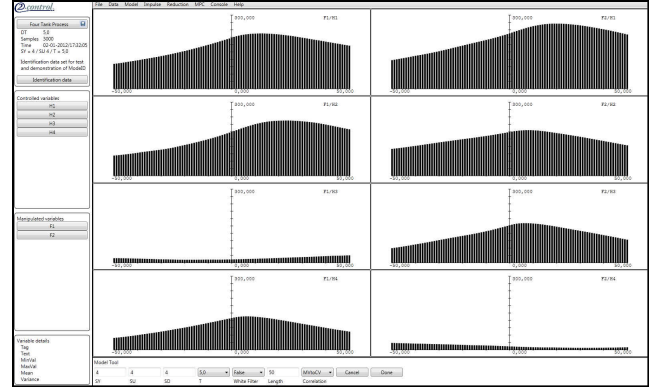 2-control.
File Data Model Impulse Reduction MPC Console Help
Four Tank Process
DT 5,0
Samples 3000
Time 02-01-2012/17:32:05
SY = 4 / SU 4 / T = 5,0
Identification data set for test
and demonstration of ModelID
Identification data
Controlled variables
H1
H2
H3
H4
Manipulated variables
F1
F2
Variable details
Tag
Text
MinVal
MaxVal
Mean
Variance
300,000 F1/H1
-50,000 0,000 50,000
300,000 F2/H1
-50,000 0,000 50,000
300,000 F1/H2
-50,000 0,000 50,000
300,000 F2/H2
-50,000 0,000 50,000
300,000 F1/H3
-50,000 0,000 50,000
300,000 F2/H3
-50,000 0,000 50,000
300,000 F1/H4
-50,000 0,000 50,000
300,000 F2/H4
-50,000 0,000 50,000
Model Tool
4 4 4 5,0 False 50 MVtoCV Cancel Done
SY SU SD T White Filter Length Correlation